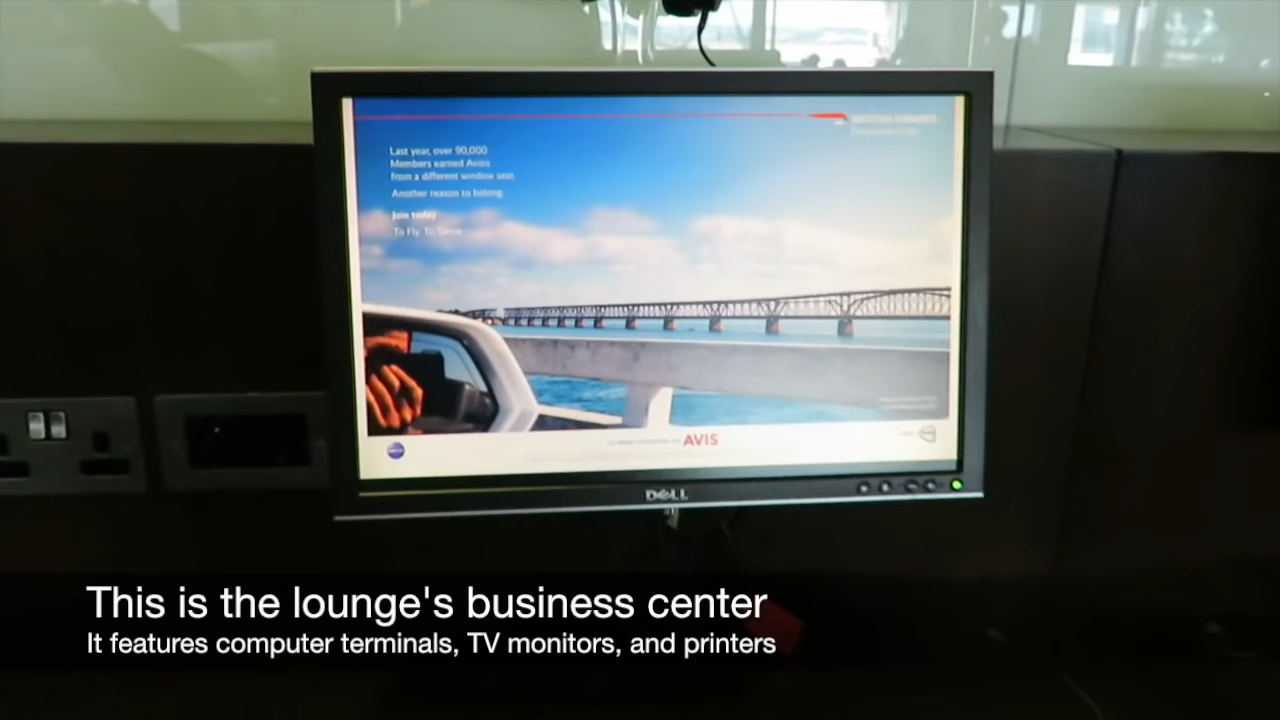 BRITISH AIRWAYS
Last year, over 90,000
Members earned Avios
from a different window seat.
Another reason to belong.
Join today
To Fly. To Serve.
AVIS
DELL
This is the lounge's business center
It features computer terminals, TV monitors, and printers